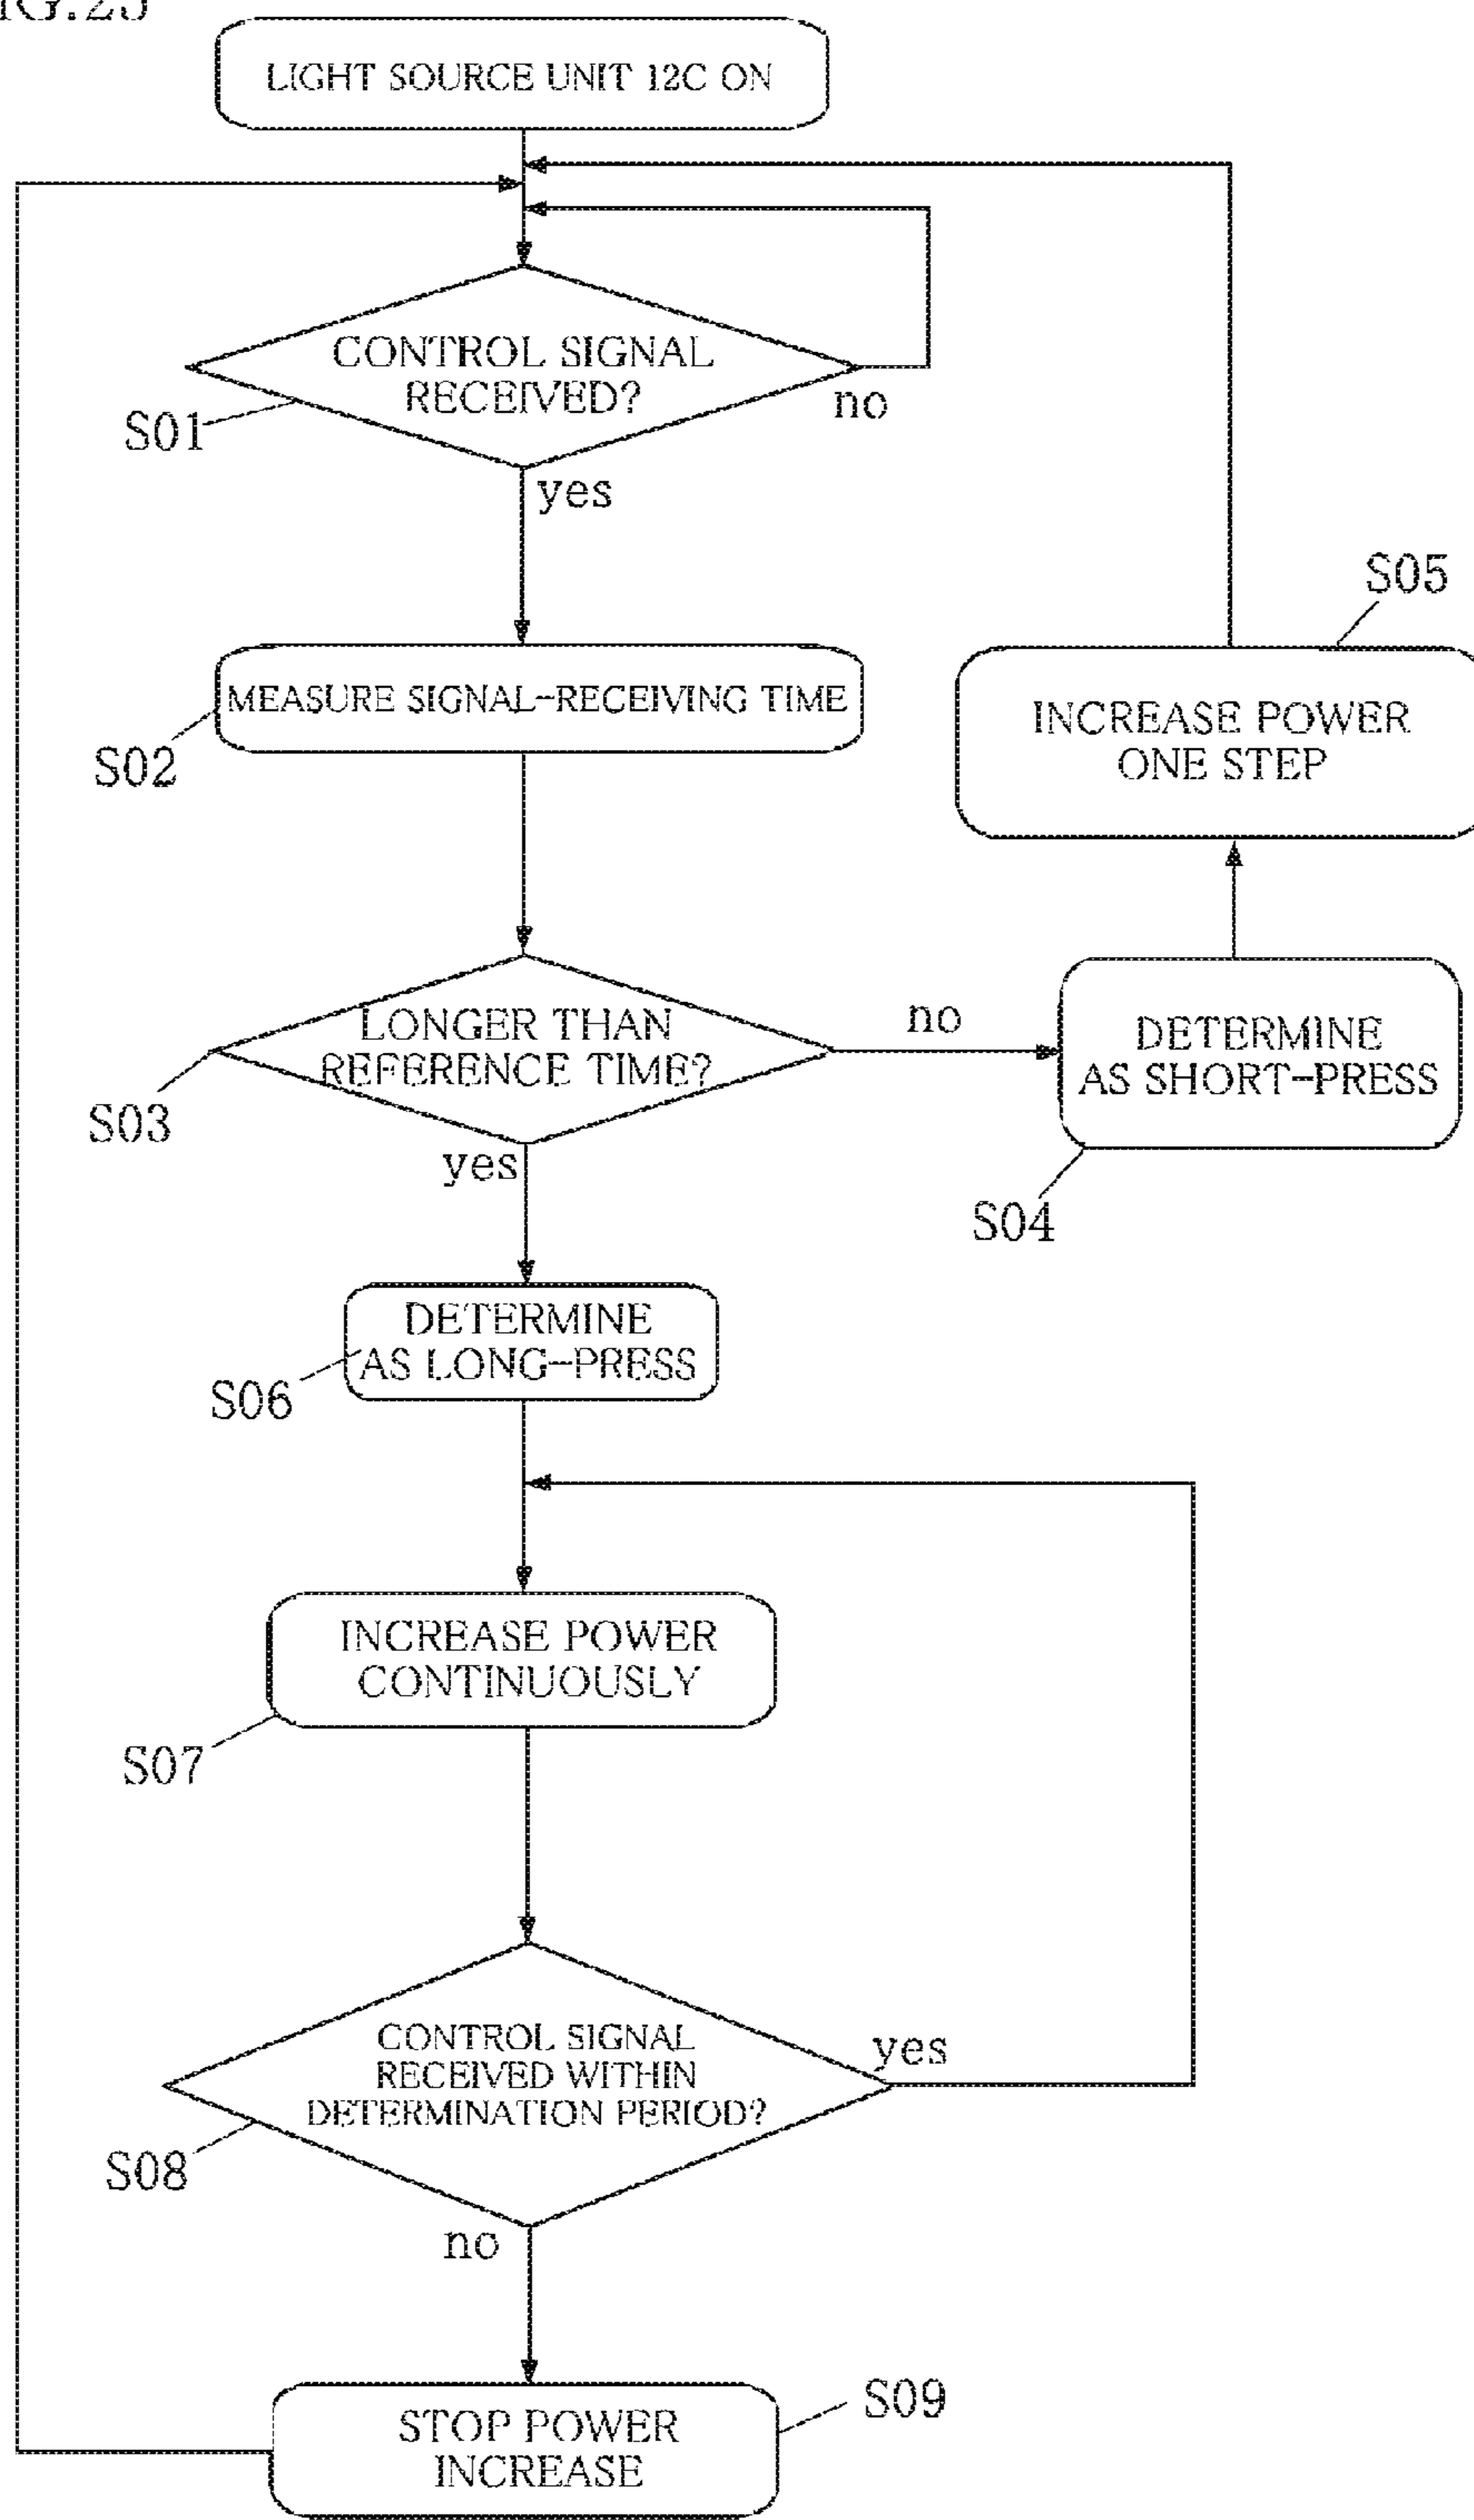 LIGHT SOURCE UNIT 12C ON
CONTROL SIGNAL
RECEIVED?
no
S01
yes
S05
MEASURE SIGNAL-RECEIVING TIME
S02
INCREASE POWER
ONE STEP
LONGER THAN
REFERENCE TIME?
no
S03
yes
DETERMINE
AS SHORT-PRESS
S04
DETERMINE
AS LONG-PRESS
S06
INCREASE POWER
CONTINUOUSLY
S07
CONTROL SIGNAL
RECEIVED WITHIN
DETERMINATION PERIOD?
yes
S08
no
S09
STOP POWER
INCREASE